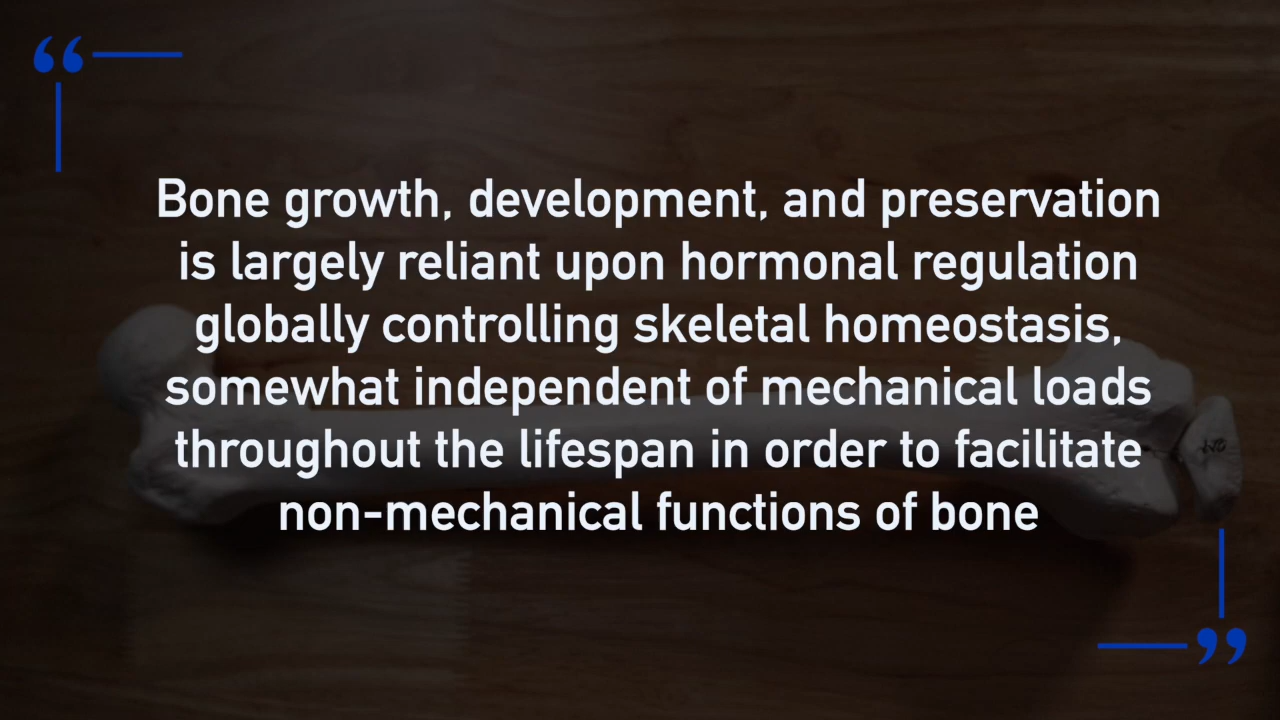 “
Bone growth, development, and preservation
is largely reliant upon hormonal regulation
globally controlling skeletal homeostasis,
somewhat independent of mechanical loads
throughout the lifespan in order to facilitate
non-mechanical functions of bone
”